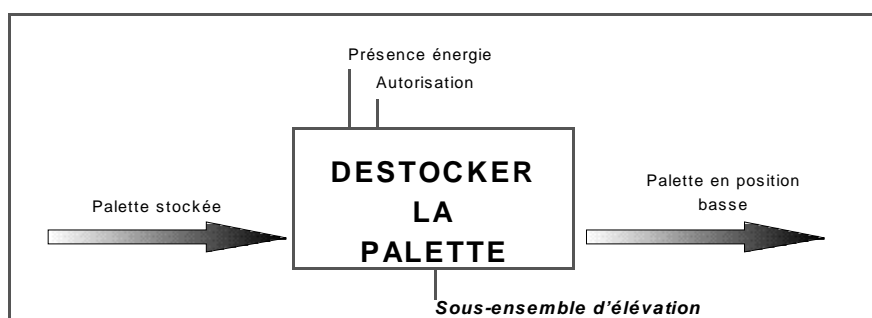 Présence énergie
Autorisation
DESTOCKER
LA
PALETTE
Palette stockée
Palette en position
basse
Sous-ensemble d'élévation